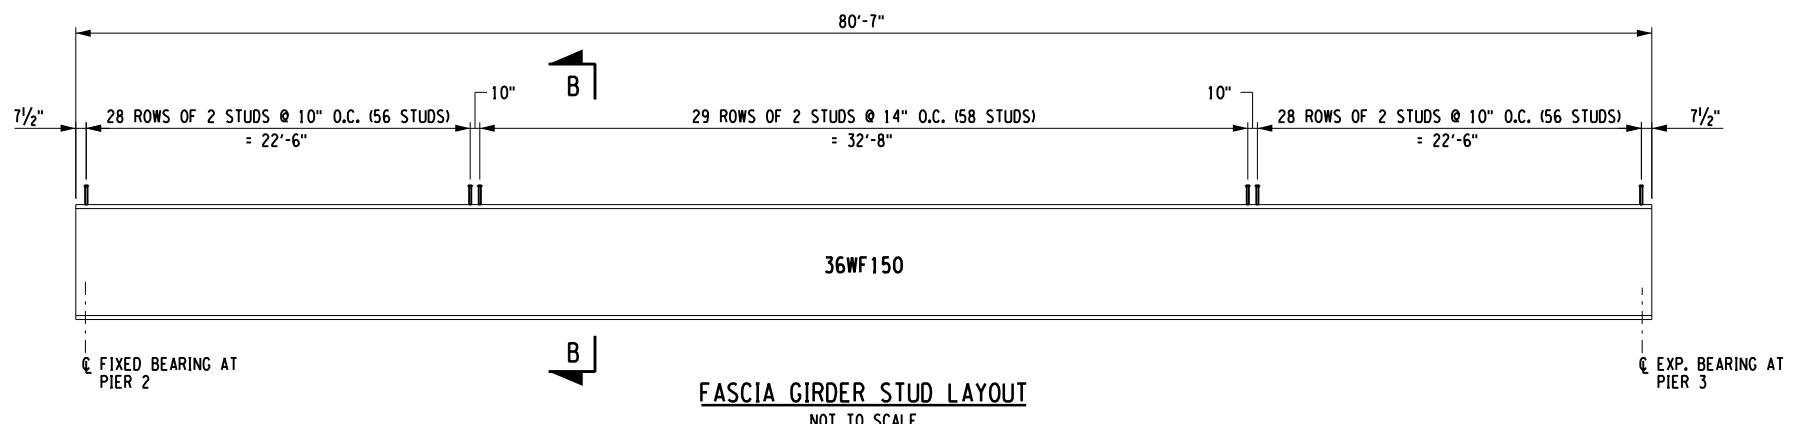 80'-7"
B
10"
10"
7½"
28 ROWS OF 2 STUDS @ 10" O.C. (56 STUDS)
= 22'-6"
29 ROWS OF 2 STUDS @ 14" O.C. (58 STUDS)
= 32'-8"
28 ROWS OF 2 STUDS @ 10" O.C. (56 STUDS)
= 22'-6"
7½"
36WF150
℄ FIXED BEARING AT
PIER 2
B
℄ EXP. BEARING AT
PIER 3
FASCIA GIRDER STUD LAYOUT
NOT TO SCALE